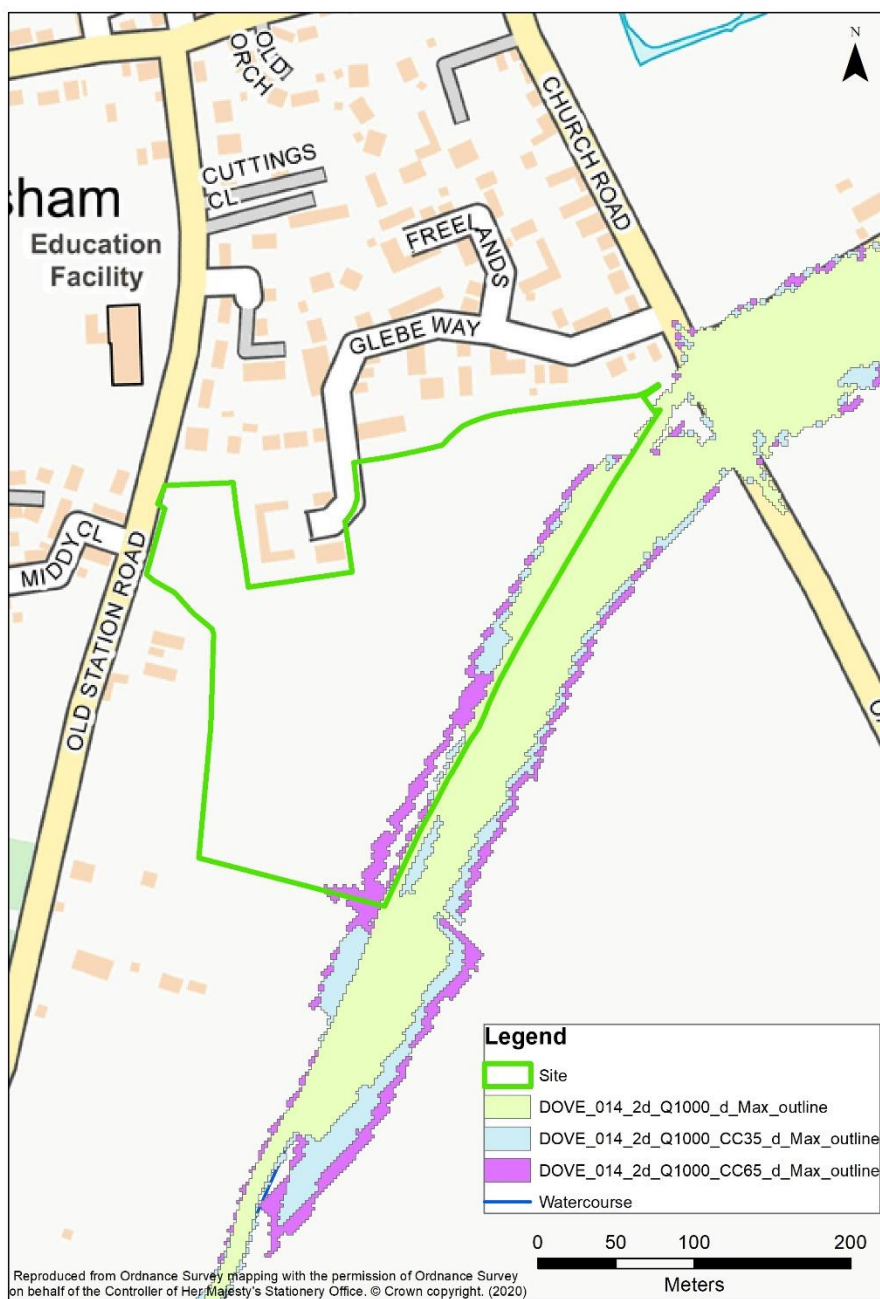 N
OLD
ORCH
CHURCH ROAD
CUTTINGS
CL
sham
Education
Facility
FREELANDS
GLEBE WAY
MIDDY CL
OLD STATION ROAD
CA
Legend
Site
DOVE_014_2d_Q1000_d_Max_outline
DOVE_014_2d_Q1000_CC35_d_Max_outline
DOVE_014_2d_Q1000_CC65_d_Max_outline
Watercourse
0 50 100 200
Meters
Reproduced from Ordnance Survey mapping with the permission of Ordnance Survey
on behalf of the Controller of Her Majesty's Stationery Office. © Crown copyright. (2020)